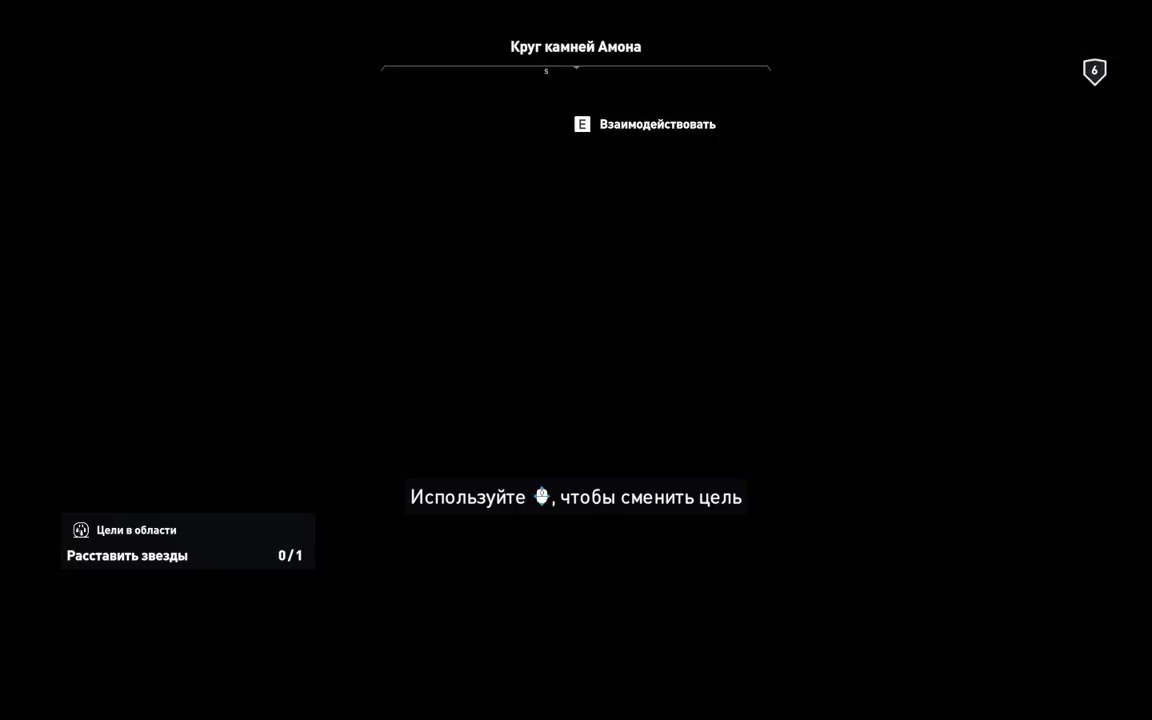 Круг камней Амона
S
6
E Взаимодействовать
Используйте , чтобы сменить цель
Цели в области
Расставить звезды 0/1